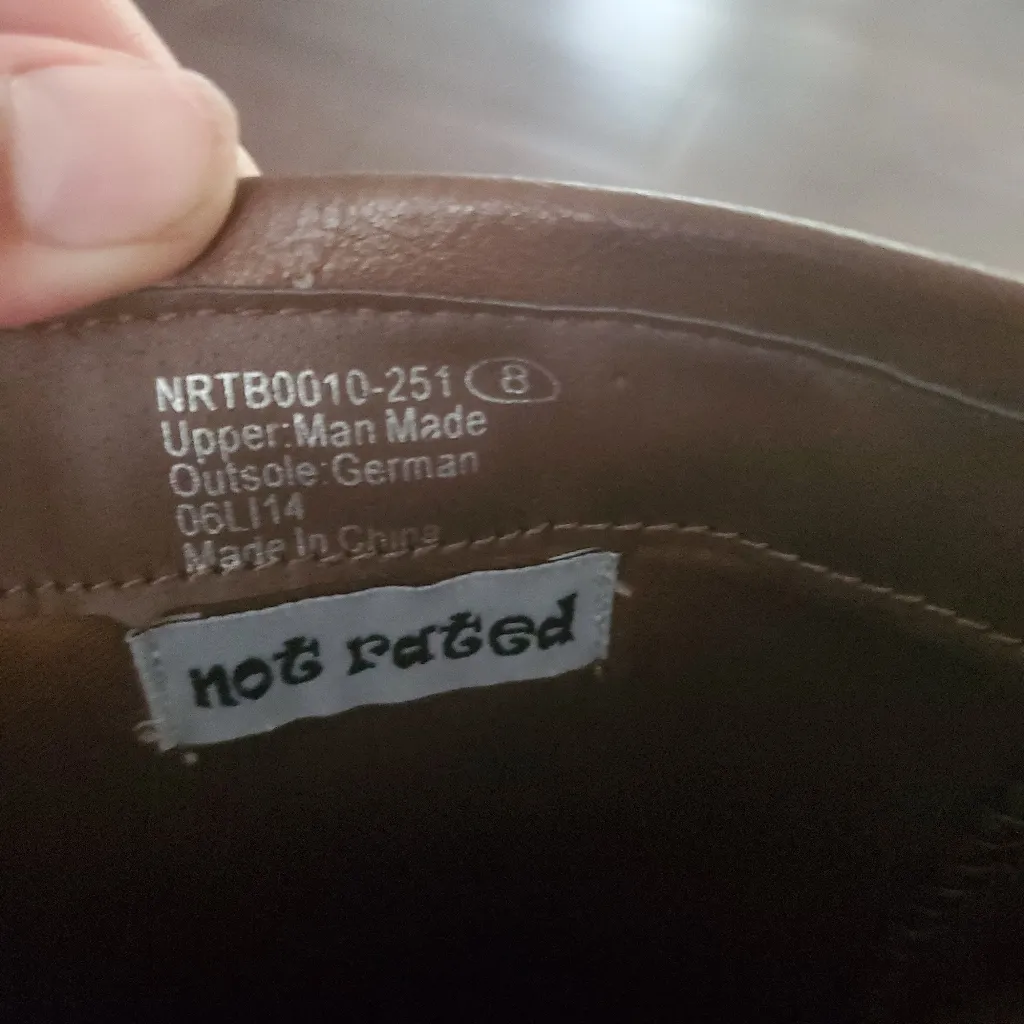 NRTB0010-251 8
Upper:Man Made
Outsole:German
06LI14
Made In China
not rated